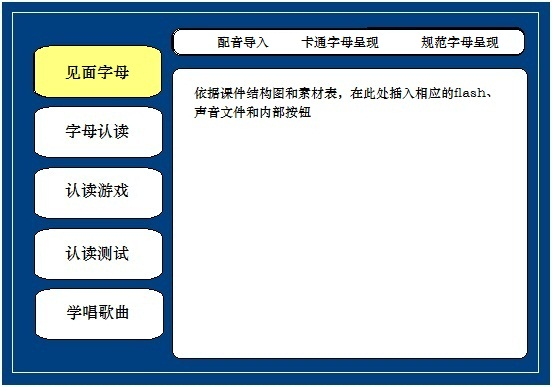 配音导入 卡通字母呈现 规范字母呈现
见面字母
字母认读
认读游戏
认读测试
学唱歌曲
依据课件结构图和素材表，在此处插入相应的flash、
声音文件和内部按钮